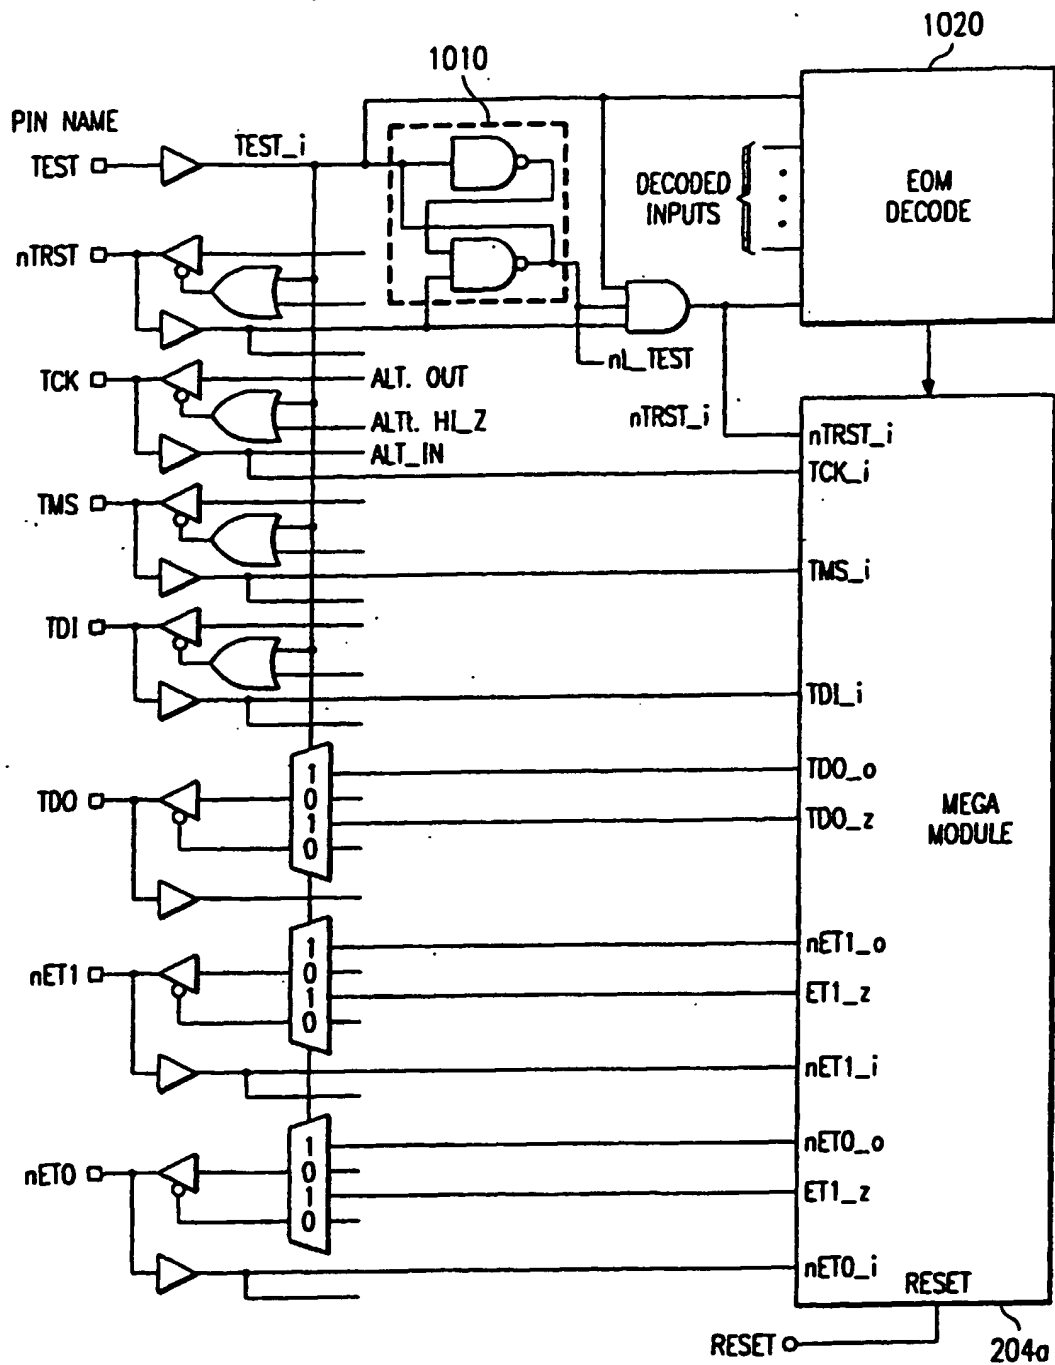 1020
1010
PIN NAME
TEST
TEST_i
DECODED
INPUTS
EOM
DECODE
nTRST
nL_TEST
TCK
ALT. OUT
ALTt. HI_Z
ALT_IN
nTRST_i
nTRST_i
TCK_i
TMS
TMS_i
TDI
TDI_i
TDO
1
0
1
0
TDO_o
TDO_z
MEGA
MODULE
nET1
1
0
1
0
nET1_o
ET1_z
nET1_i
nET0
1
0
1
0
nET0_o
ET1_z
nET0_i
RESET
RESET
204a